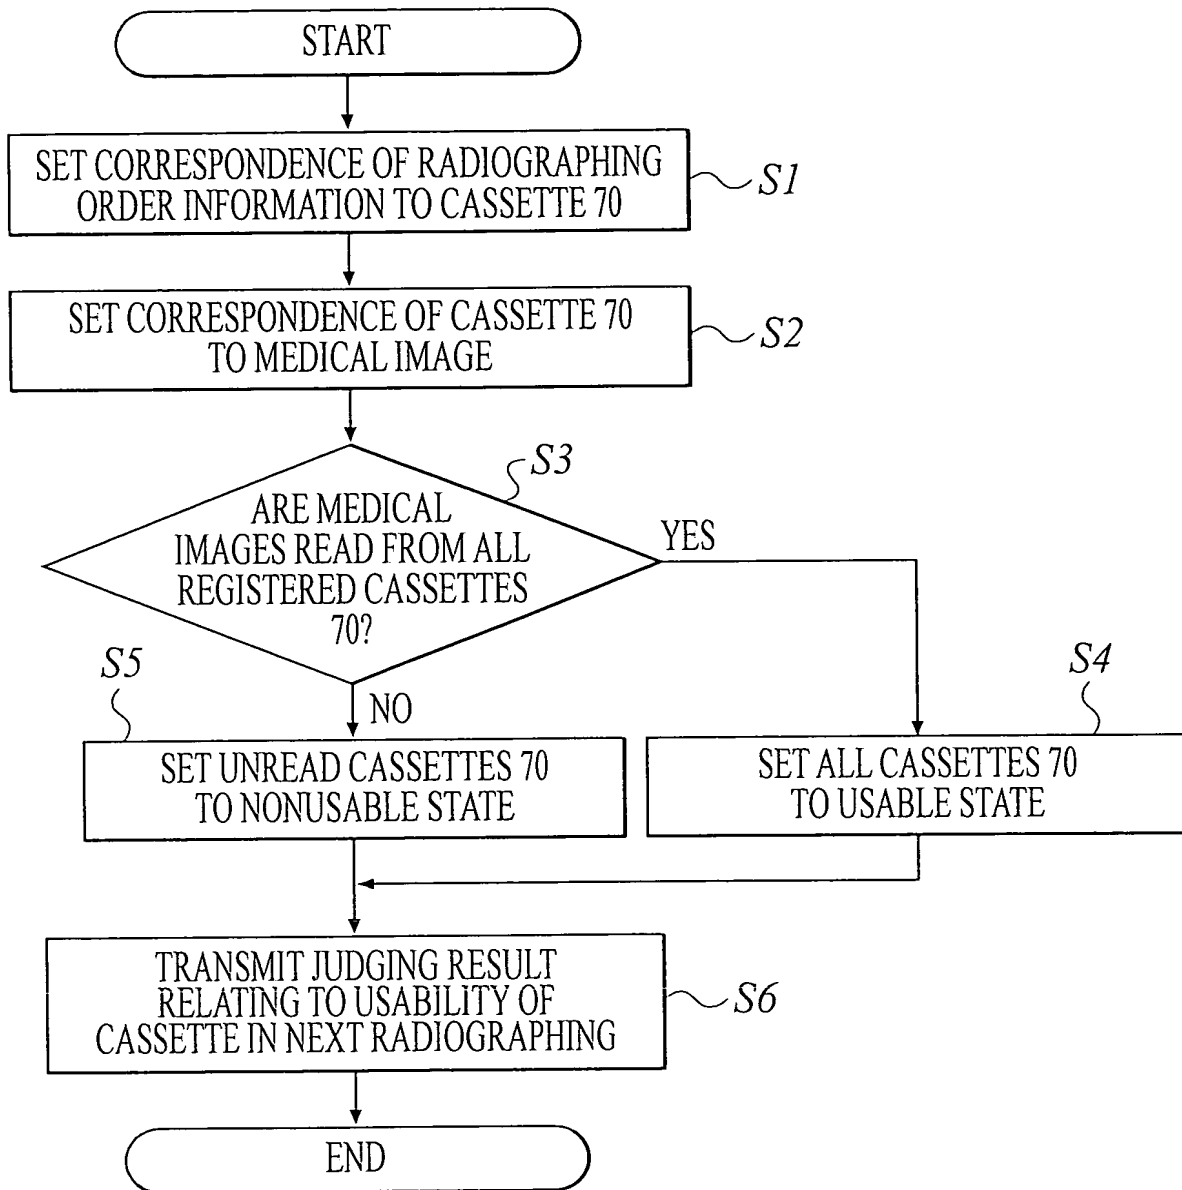 START
SET CORRESPONDENCE OF RADIOGRAPHING
ORDER INFORMATION TO CASSETTE 70
S1
SET CORRESPONDENCE OF CASSETTE 70
TO MEDICAL IMAGE
S2
S3
ARE MEDICAL
IMAGES READ FROM ALL
REGISTERED CASSETTES
70?
YES
NO
S5
SET UNREAD CASSETTES 70
TO NONUSABLE STATE
S4
SET ALL CASSETTES 70
TO USABLE STATE
TRANSMIT JUDGING RESULT
RELATING TO USABILITY OF
CASSETTE IN NEXT RADIOGRAPHING
S6
END